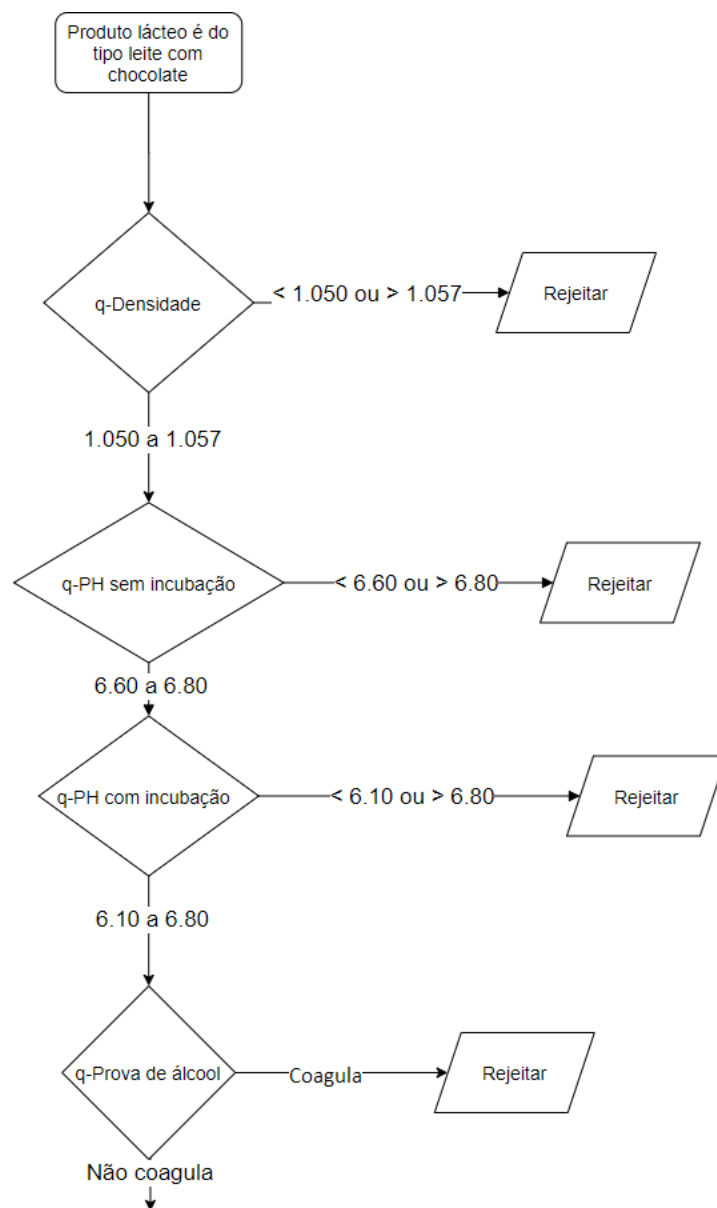 Produto lácteo é do
tipo leite com
chocolate
q-Densidade
< 1.050 ou > 1.057
Rejeitar
1.050 a 1.057
q-PH sem incubação
< 6.60 ou > 6.80
Rejeitar
6.60 a 6.80
q-PH com incubação
< 6.10 ou > 6.80
Rejeitar
6.10 a 6.80
q-Prova de álcool
Coagula
Rejeitar
Não coagula